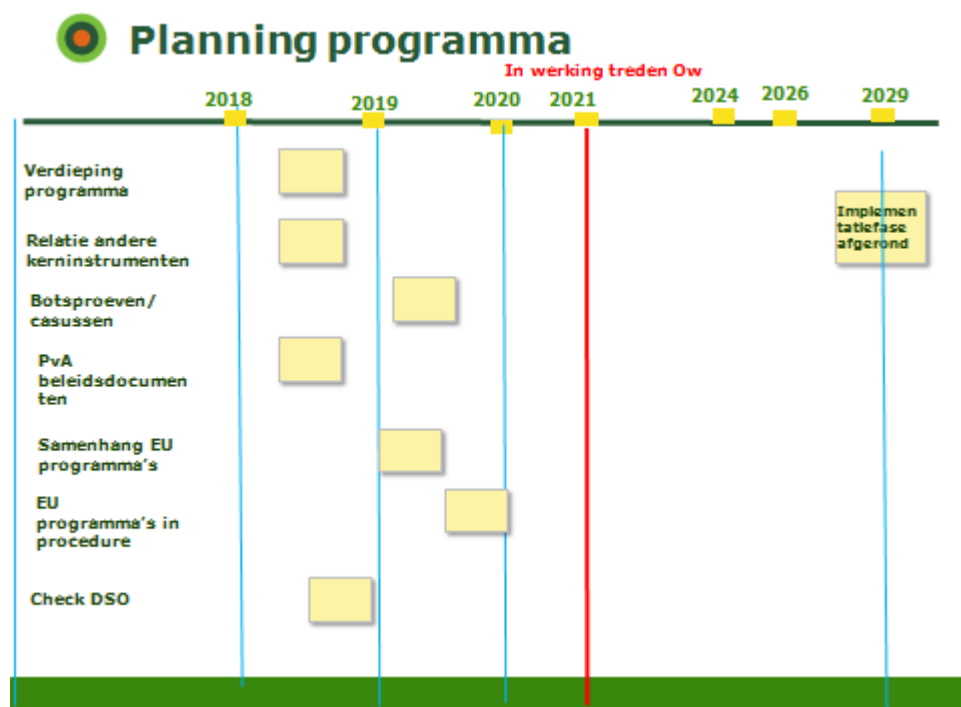 Planning programma
In werking treden Ow
2018
2019
2020
2021
2024
2026
2029
Verdieping
programma
Implemen
tatiefase
afgerond
Relatie andere
kerninstrumenten
Botsproeven/
casussen
PvA
beleidsdocumen
ten
Samenhang EU
programma's
EU
programma's in
procedure
Check DSO